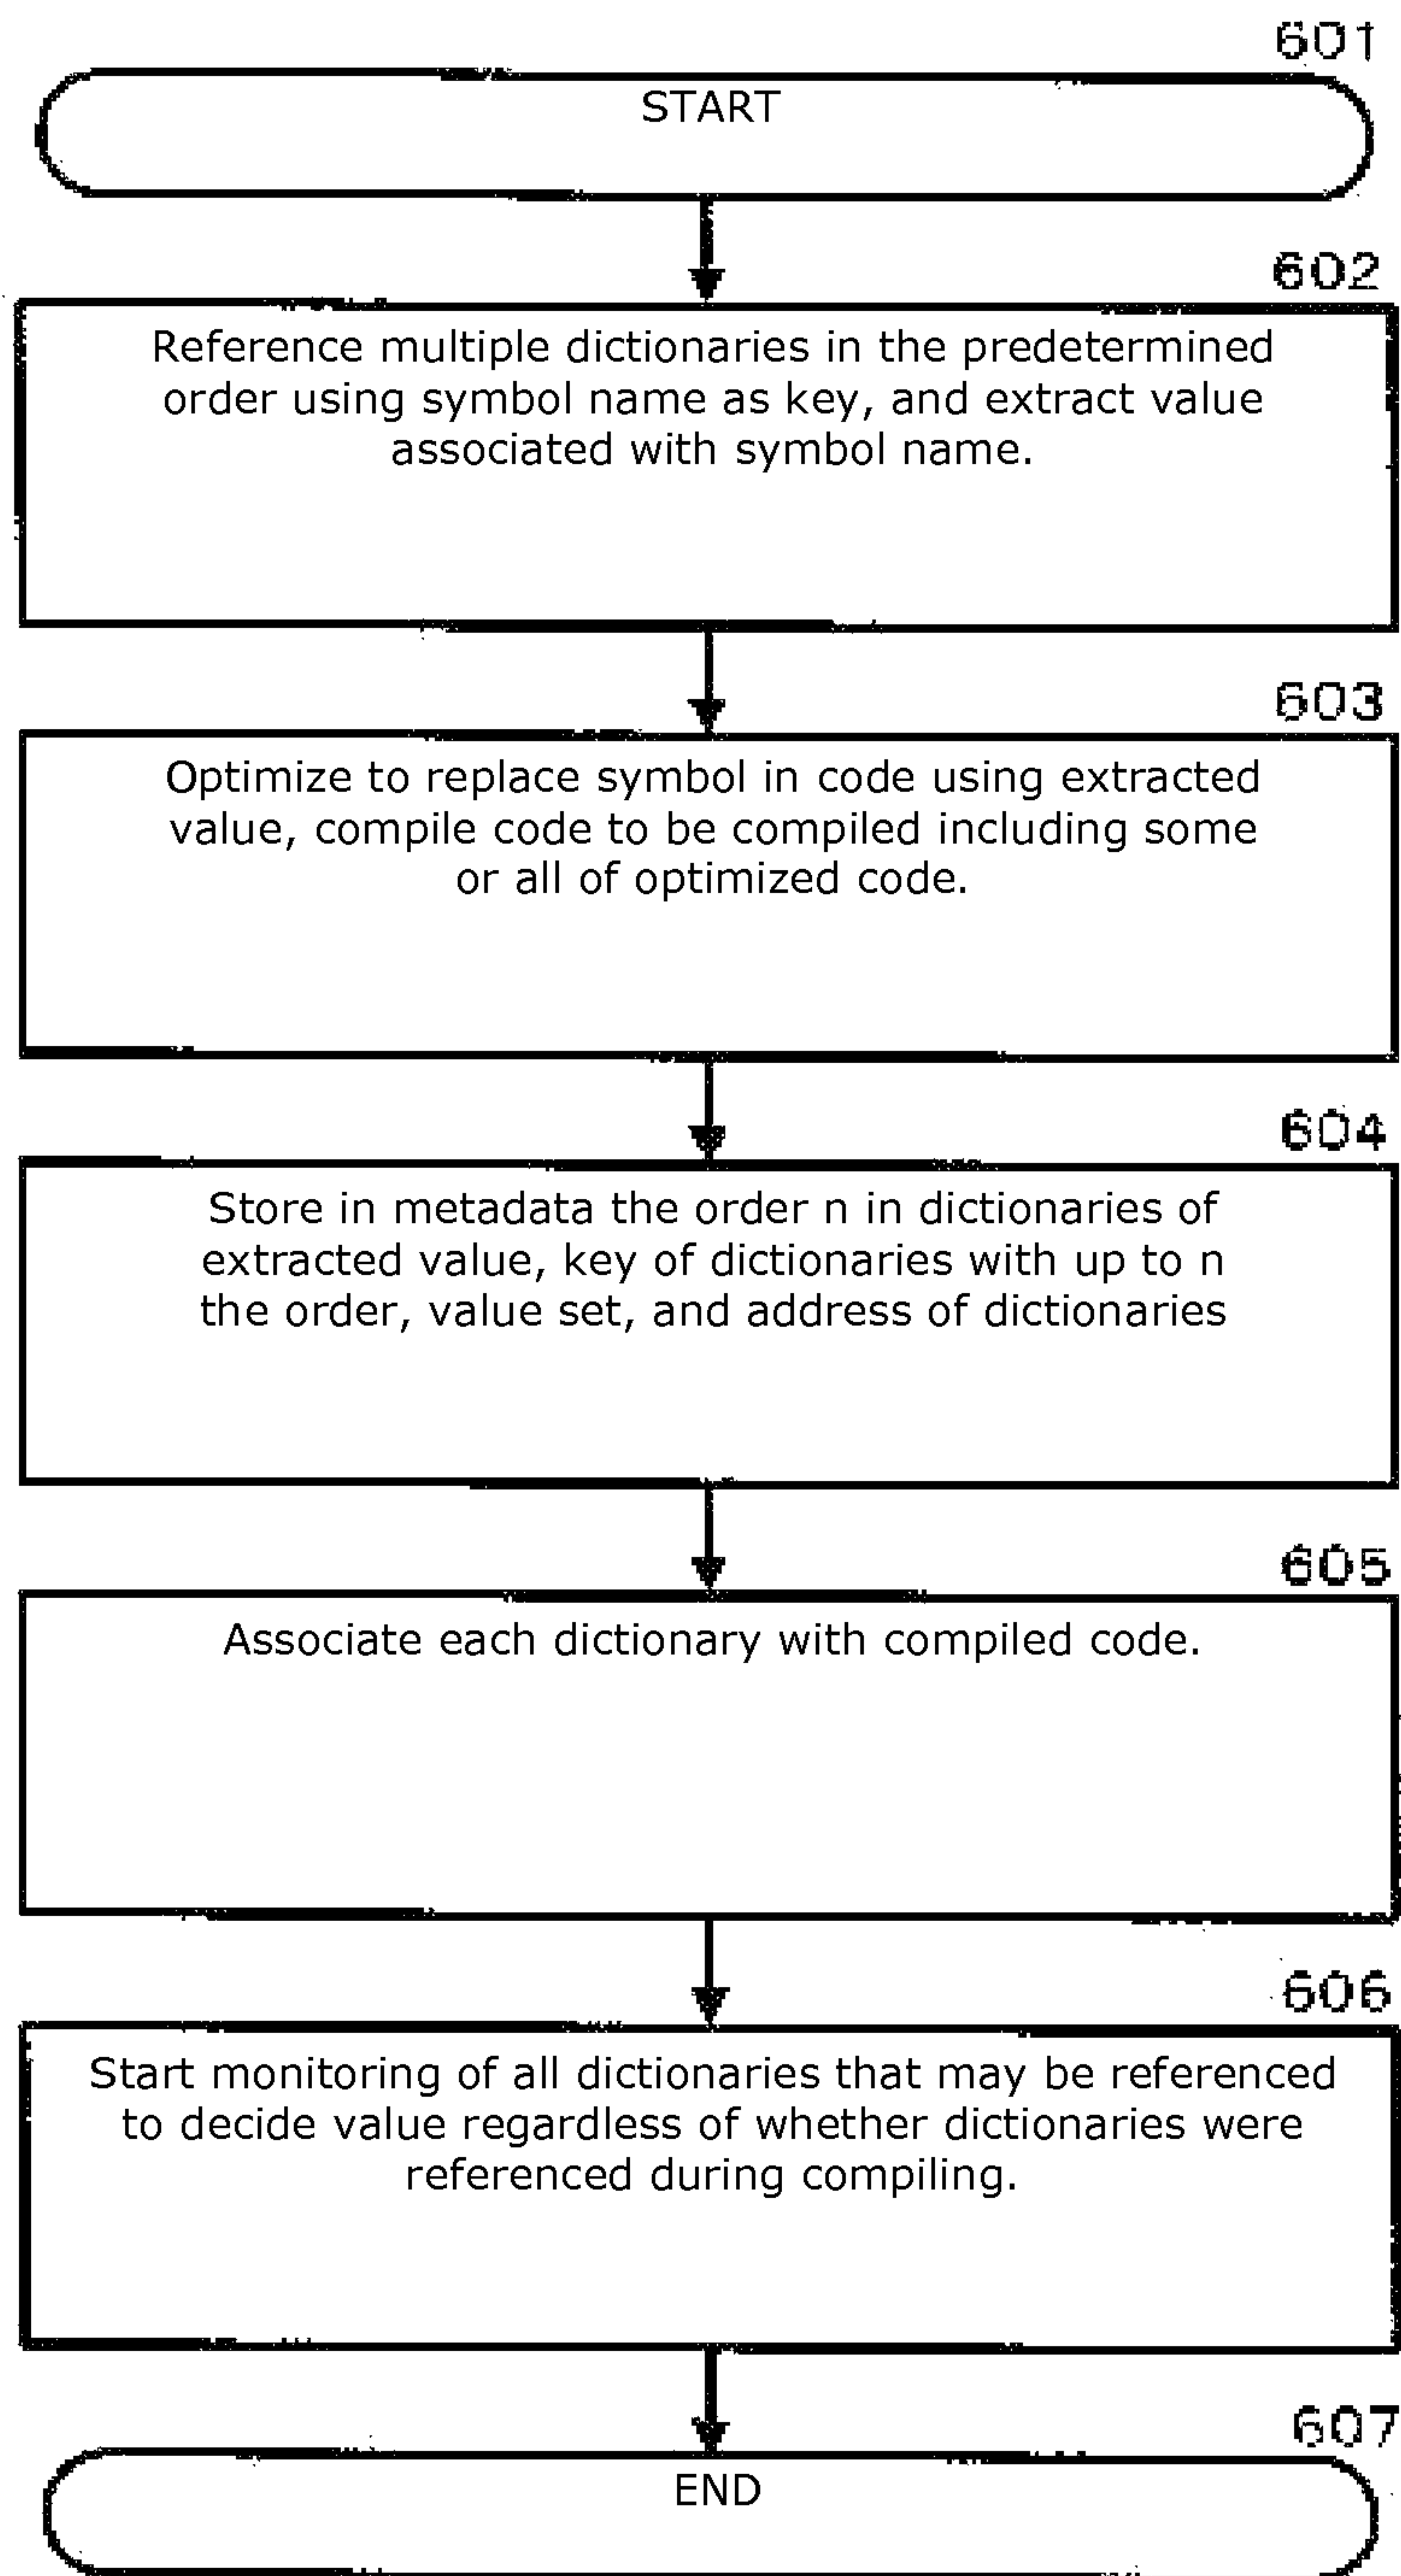 601
START
602
Reference multiple dictionaries in the predetermined
order using symbol name as key, and extract value
associated with symbol name.
603
Optimize to replace symbol in code using extracted
value, compile code to be compiled including some
or all of optimized code.
604
Store in metadata the order n in dictionaries of
extracted value, key of dictionaries with up to n
the order, value set, and address of dictionaries
605
Associate each dictionary with compiled code.
606
Start monitoring of all dictionaries that may be referenced
to decide value regardless of whether dictionaries were
referenced during compiling.
607
END